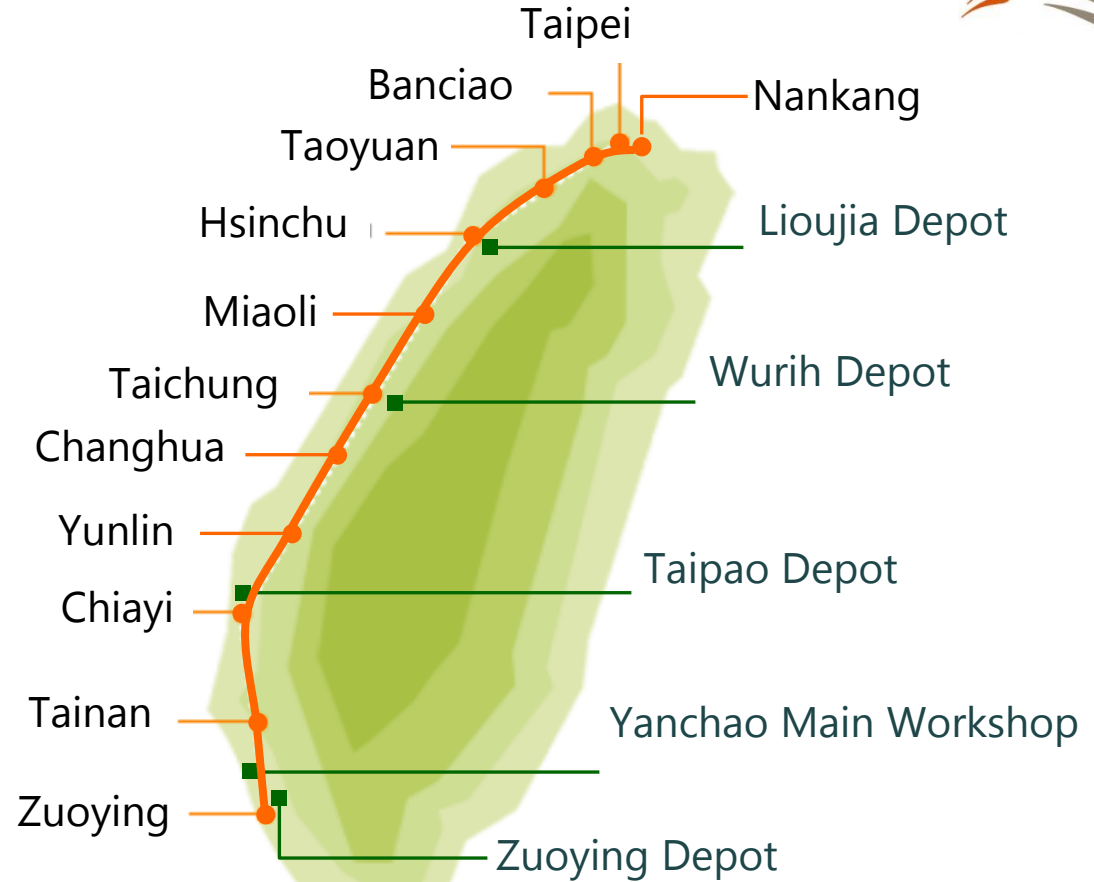 Taipei
Banciao
Nankang
Taoyuan
Hsinchu
Lioujia Depot
Miaoli
Taichung
Wurih Depot
Changhua
Yunlin
Taipao Depot
Chiayi
Tainan
Yanchao Main Workshop
Zuoying
Zuoying Depot